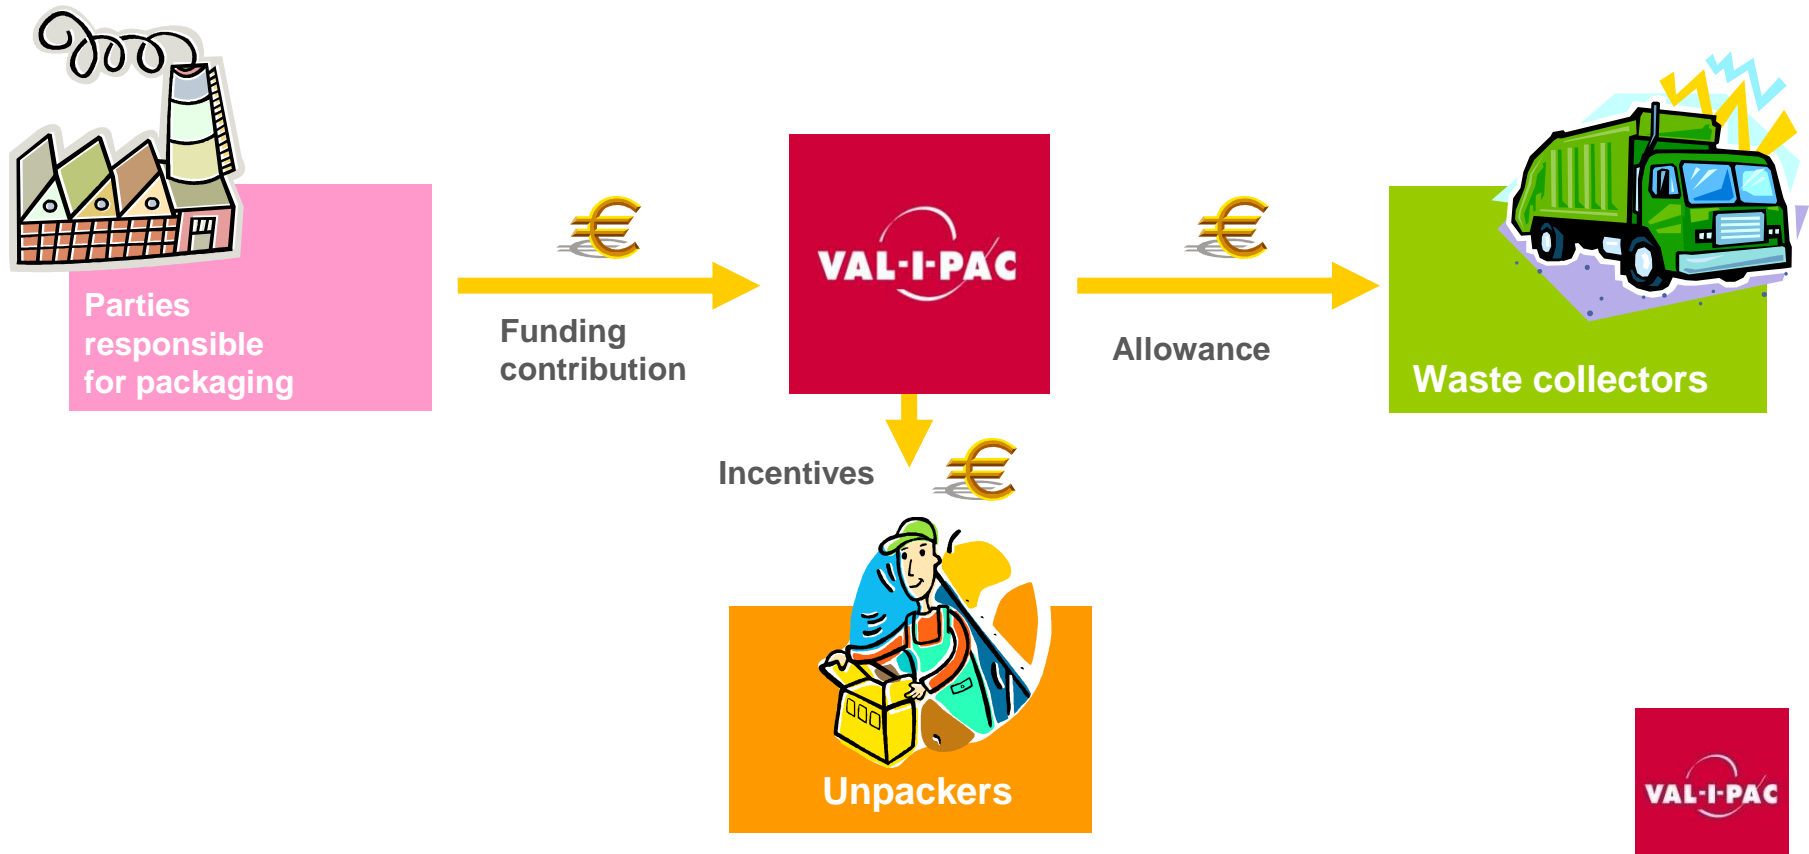 VAL-I-PAC
Parties
responsible
for packaging
Funding
contribution
Allowance
Waste collectors
Incentives
Unpackers
VAL-I-PAC